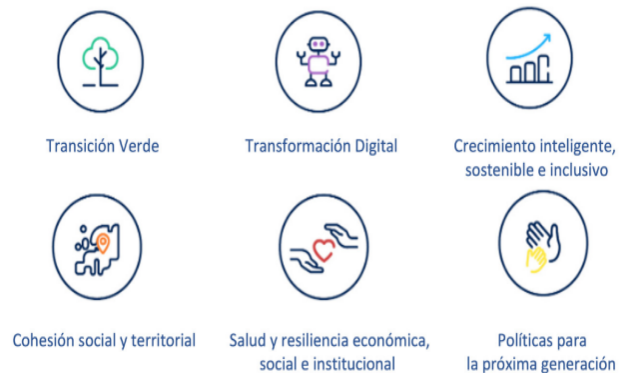 Transición Verde
Transformación Digital
Crecimiento inteligente,
sostenible e inclusivo
Cohesión social y territorial
Salud y resiliencia económica,
social e institucional
Políticas para
la próxima generación